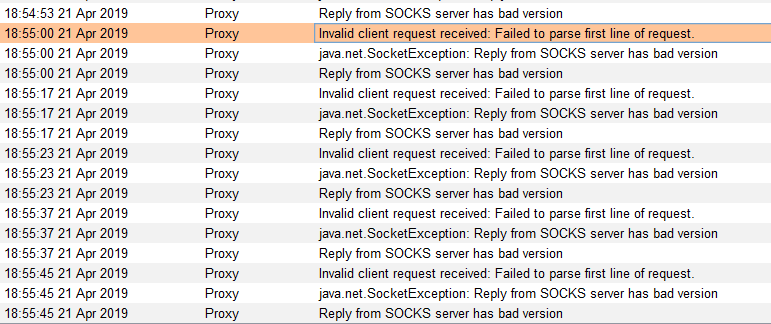 18:54:53 21 Apr 2019 Proxy Reply from SOCKS server has bad version
18:55:00 21 Apr 2019 Proxy Invalid client request received: Failed to parse first line of request.
18:55:00 21 Apr 2019 Proxy java.net.SocketException: Reply from SOCKS server has bad version
18:55:00 21 Apr 2019 Proxy Reply from SOCKS server has bad version
18:55:17 21 Apr 2019 Proxy Invalid client request received: Failed to parse first line of request.
18:55:17 21 Apr 2019 Proxy java.net.SocketException: Reply from SOCKS server has bad version
18:55:17 21 Apr 2019 Proxy Reply from SOCKS server has bad version
18:55:23 21 Apr 2019 Proxy Invalid client request received: Failed to parse first line of request.
18:55:23 21 Apr 2019 Proxy java.net.SocketException: Reply from SOCKS server has bad version
18:55:23 21 Apr 2019 Proxy Reply from SOCKS server has bad version
18:55:37 21 Apr 2019 Proxy Invalid client request received: Failed to parse first line of request.
18:55:37 21 Apr 2019 Proxy java.net.SocketException: Reply from SOCKS server has bad version
18:55:37 21 Apr 2019 Proxy Reply from SOCKS server has bad version
18:55:45 21 Apr 2019 Proxy Invalid client request received: Failed to parse first line of request.
18:55:45 21 Apr 2019 Proxy java.net.SocketException: Reply from SOCKS server has bad version
18:55:45 21 Apr 2019 Proxy Reply from SOCKS server has bad version